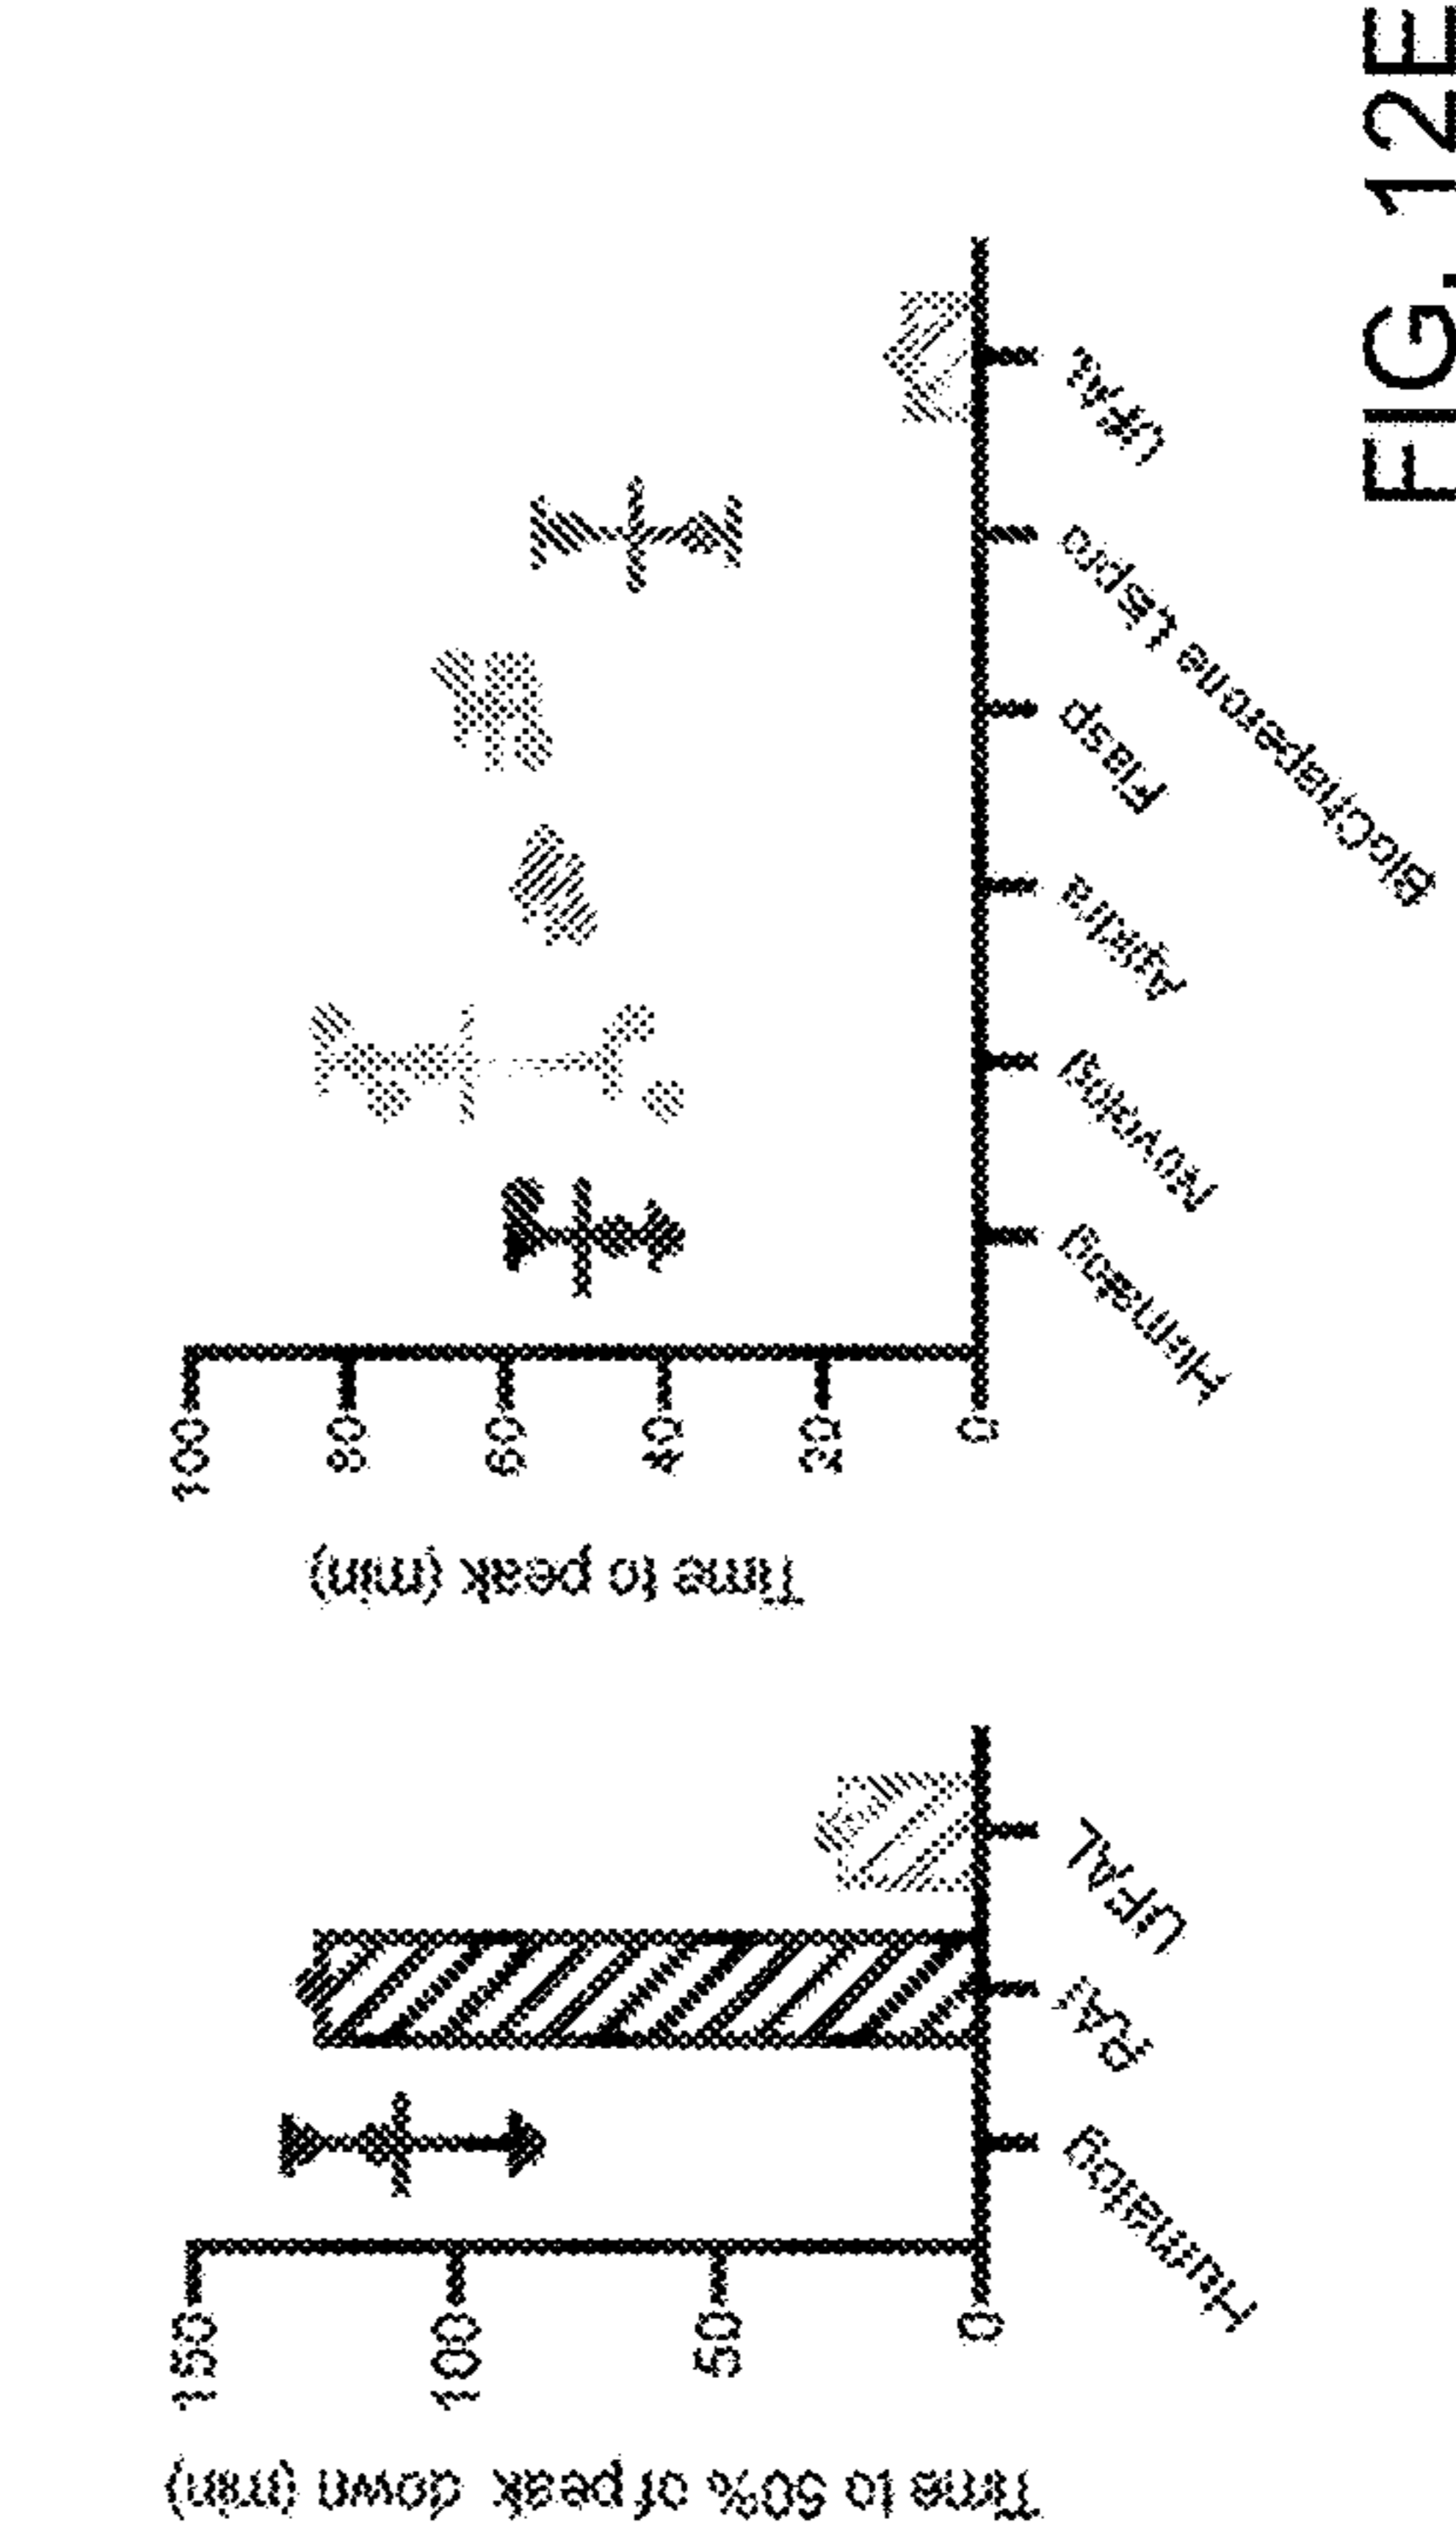 Time to 50% of peak down (min)
150
100
50
0
Humalog
RAI
UFAL
Time to peak (min)
100
80
60
40
20
0
Humalog
Novolog
Apidra
Fiasp
BioChaperone Lispro
UFAL
FIG. 12E